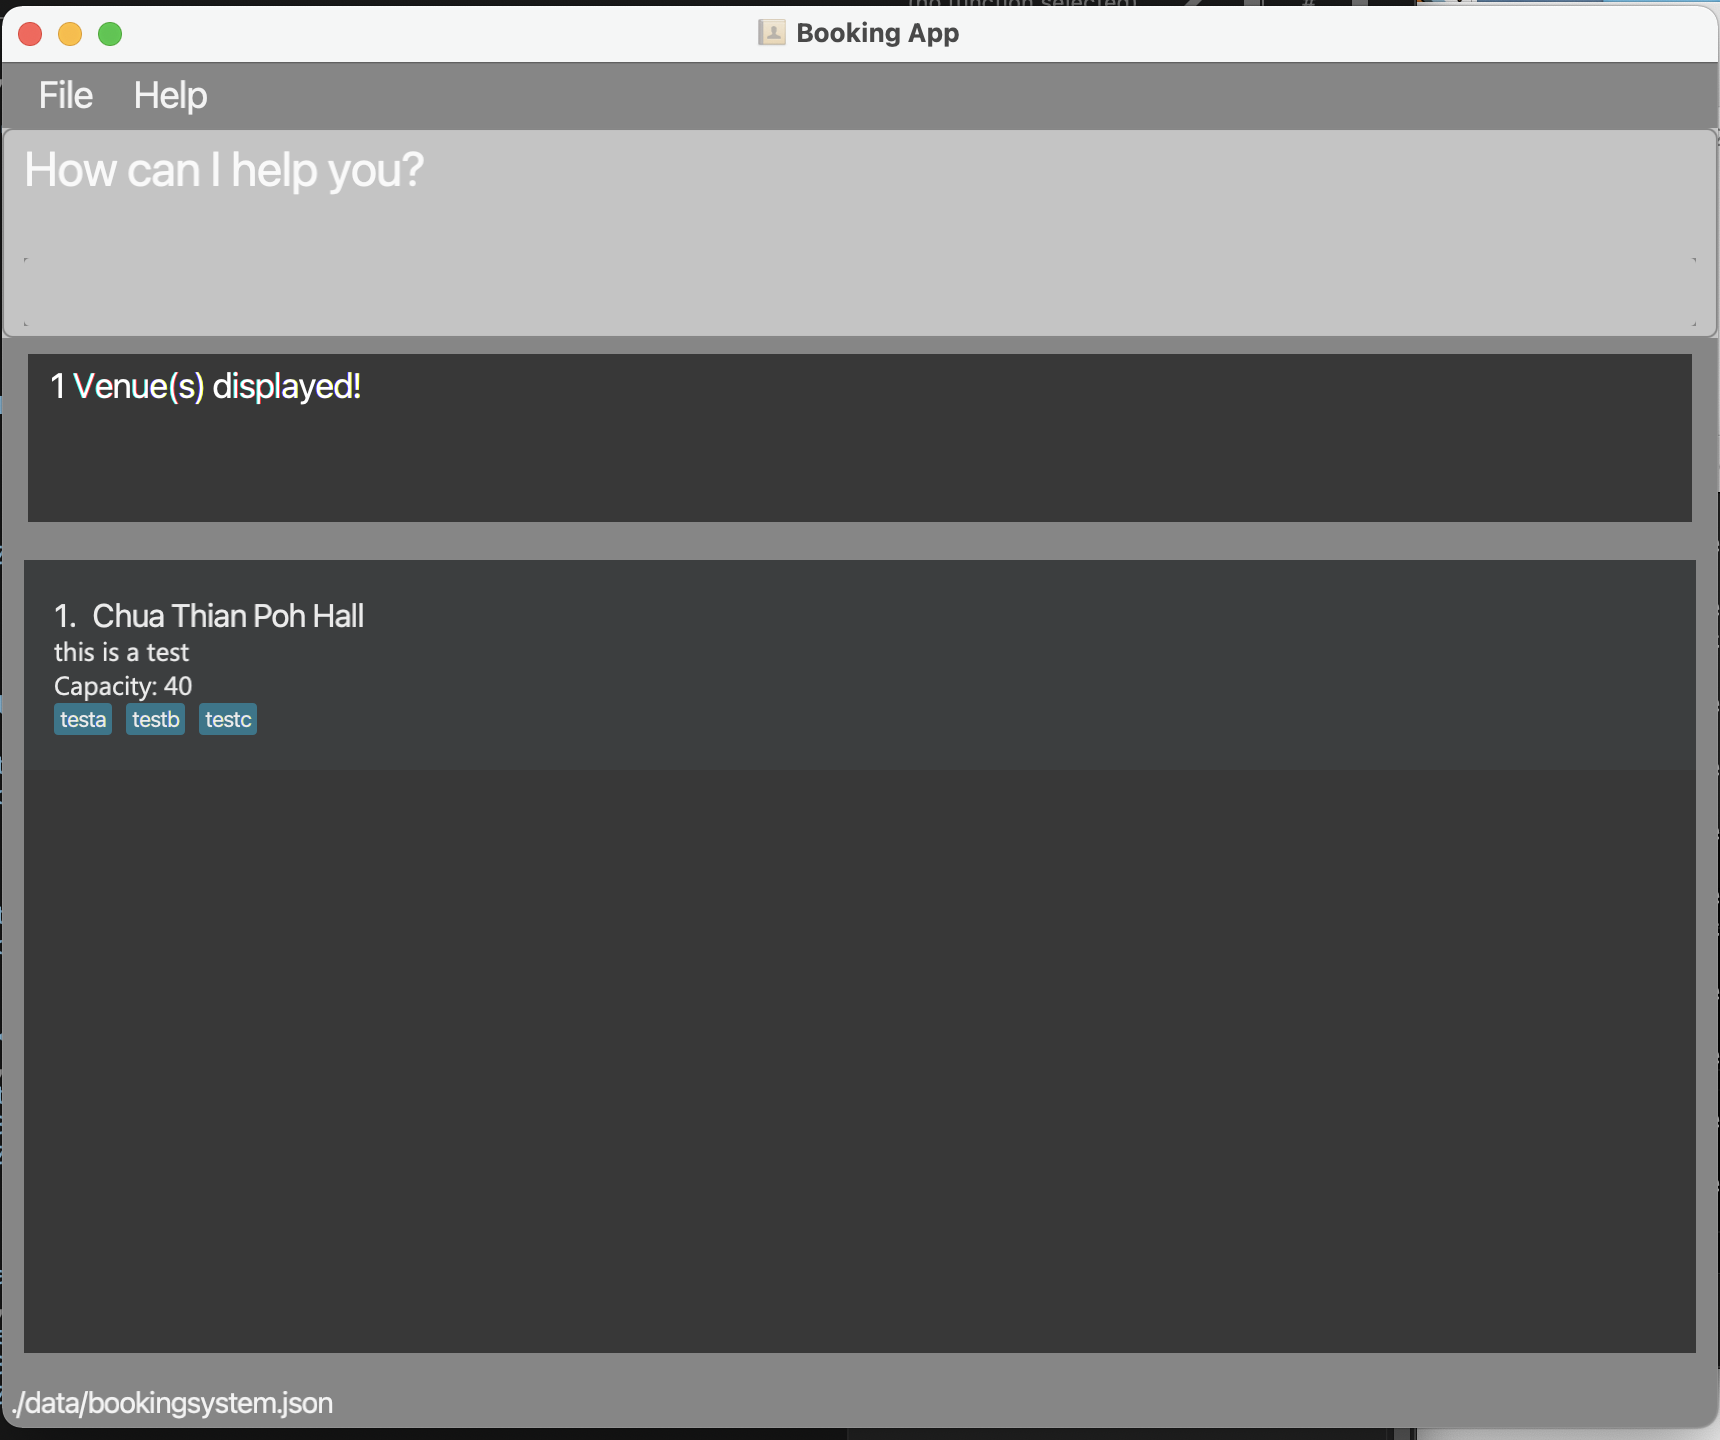 Booking App
File Help
How can I help you?
1 Venue(s) displayed!
1. Chua Thian Poh Hall
this is a test
Capacity: 40
testa testb testc
./data/bookingsystem.json